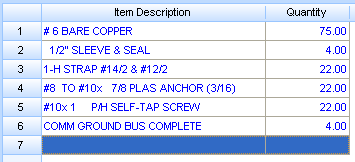 Item Description Quantity
1 # 6 BARE COPPER 75.00
2 1/2" SLEEVE & SEAL 4.00
3 1-H STRAP #14/2 & #12/2 22.00
4 #8 TO #10x 7/8 PLAS ANCHOR (3/16) 22.00
5 #10x 1 P/H SELF-TAP SCREW 22.00
6 COMM GROUND BUS COMPLETE 4.00
7